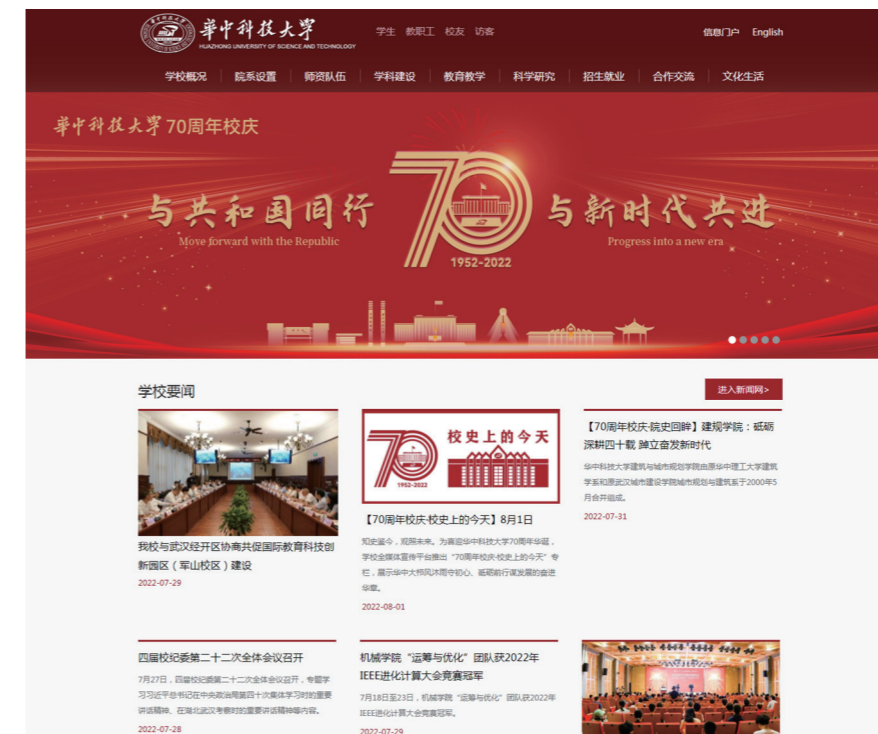 華中科技大學
HUAZHONG UNIVERSITY OF SCIENCE AND TECHNOLOGY
学生 教职工 校友 访客
信息门户 English
学校概况 院系设置 师资队伍 学科建设 教育教学 科学研究 招生就业 合作交流 文化生活
華中科技大学70周年校庆
与共和国同行
Move forward with the Republic
70
1952-2022
与新时代共进
Progress into a new era
学校要闻
进入新闻网>
我校与武汉经开区协商共促国际教育科技创
新园区（军山校区）建设
2022-07-29
70
1952-2022
校史上的今天
【70周年校庆·校史上的今天】8月1日
知史鉴今，观照未来。为喜迎华中科技大学70周年华诞，
学校全媒体宣传平台推出“70周年校庆·校史上的今天”专
栏，展示华中大栉风沐雨守初心、砥砺前行谋发展的奋进
华章。
2022-08-01
【70周年校庆·院史回眸】建规学院：砥砺
深耕四十载 踔立奋发新时代
华中科技大学建筑与城市规划学院由原华中理工大学建筑
学系和原武汉城市建设学院城市规划与建筑系于2000年5
月合并组成。
2022-07-31
四届校纪委第二十二次全体会议召开
7月27日，四届校纪委第二十二次全体会议召开，专题学
习习近平总书记在中央政治局第四十次集体学习时的重要
讲话精神、在湖北武汉考察时的重要讲话精神等内容。
2022-07-28
机械学院“运筹与优化”团队获2022年
IEEE进化计算大会竞赛冠军
7月18日至23日，机械学院“运筹与优化”团队获2022年
IEEE进化计算大会竞赛冠军。
2022-07-29